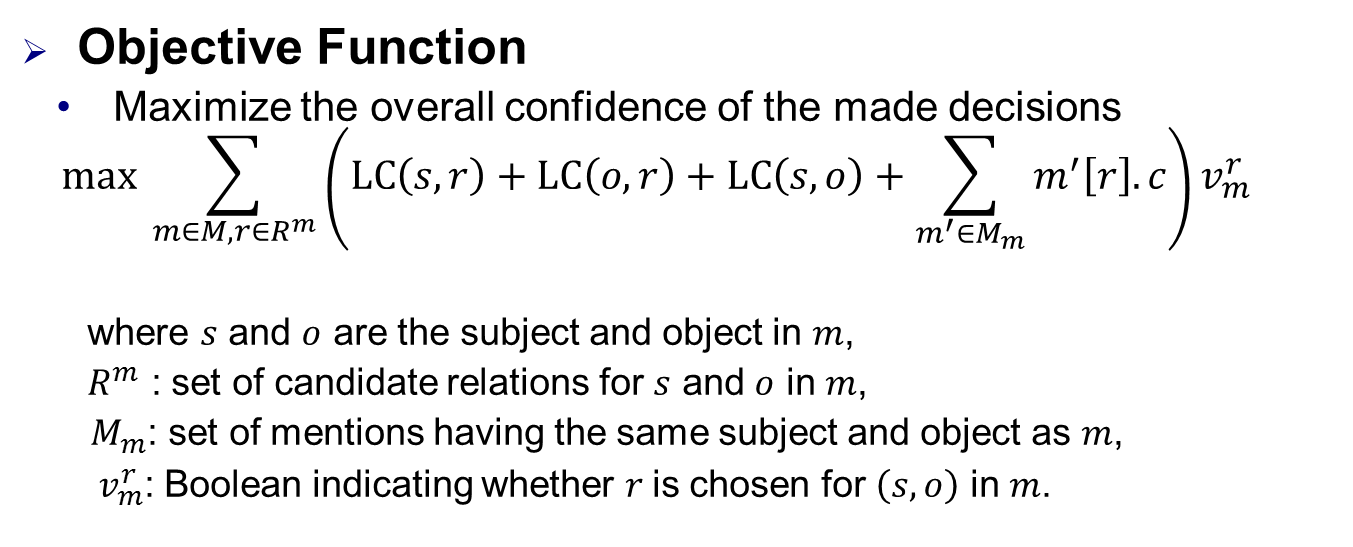 ➢ Objective Function
• Maximize the overall confidence of the made decisions
max ∑_{m∈M,r∈R^m} (LC(s,r) + LC(o,r) + LC(s,o) + ∑_{m′∈M_m} m′[r].c) v_m^r
where s and o are the subject and object in m,
R^m : set of candidate relations for s and o in m,
M_m: set of mentions having the same subject and object as m,
v_m^r: Boolean indicating whether r is chosen for (s,o) in m.